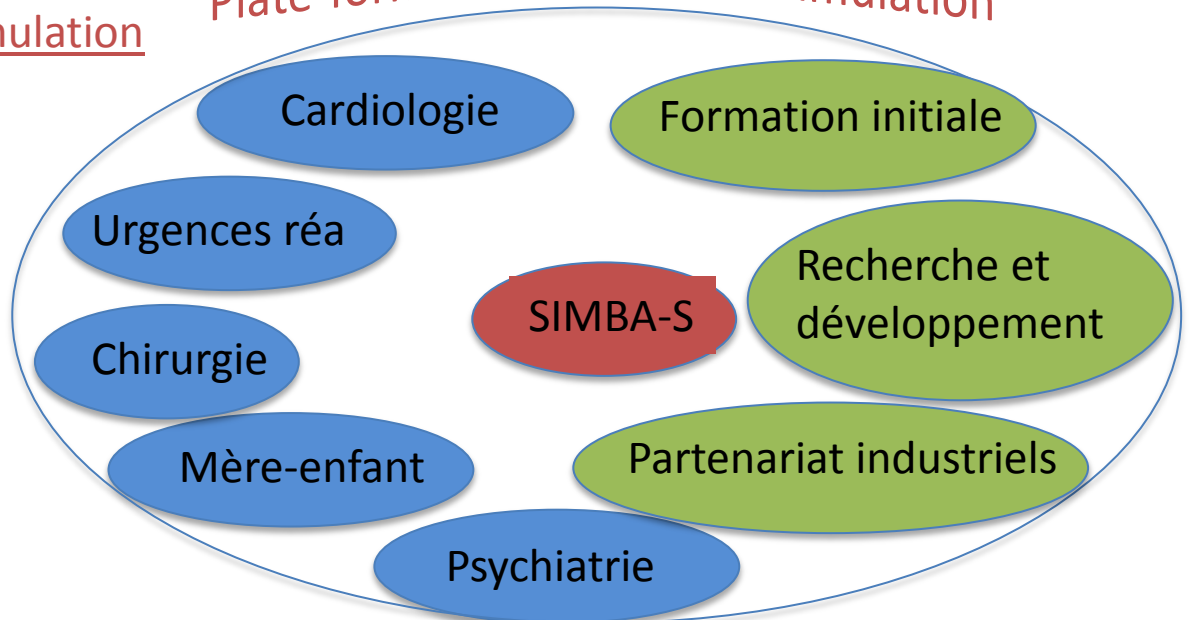 Cardiologie
Formation initiale
Urgences réa
Recherche et
développement
SIMBA-S
Chirurgie
Mère-enfant
Partenariat industriels
Psychiatrie